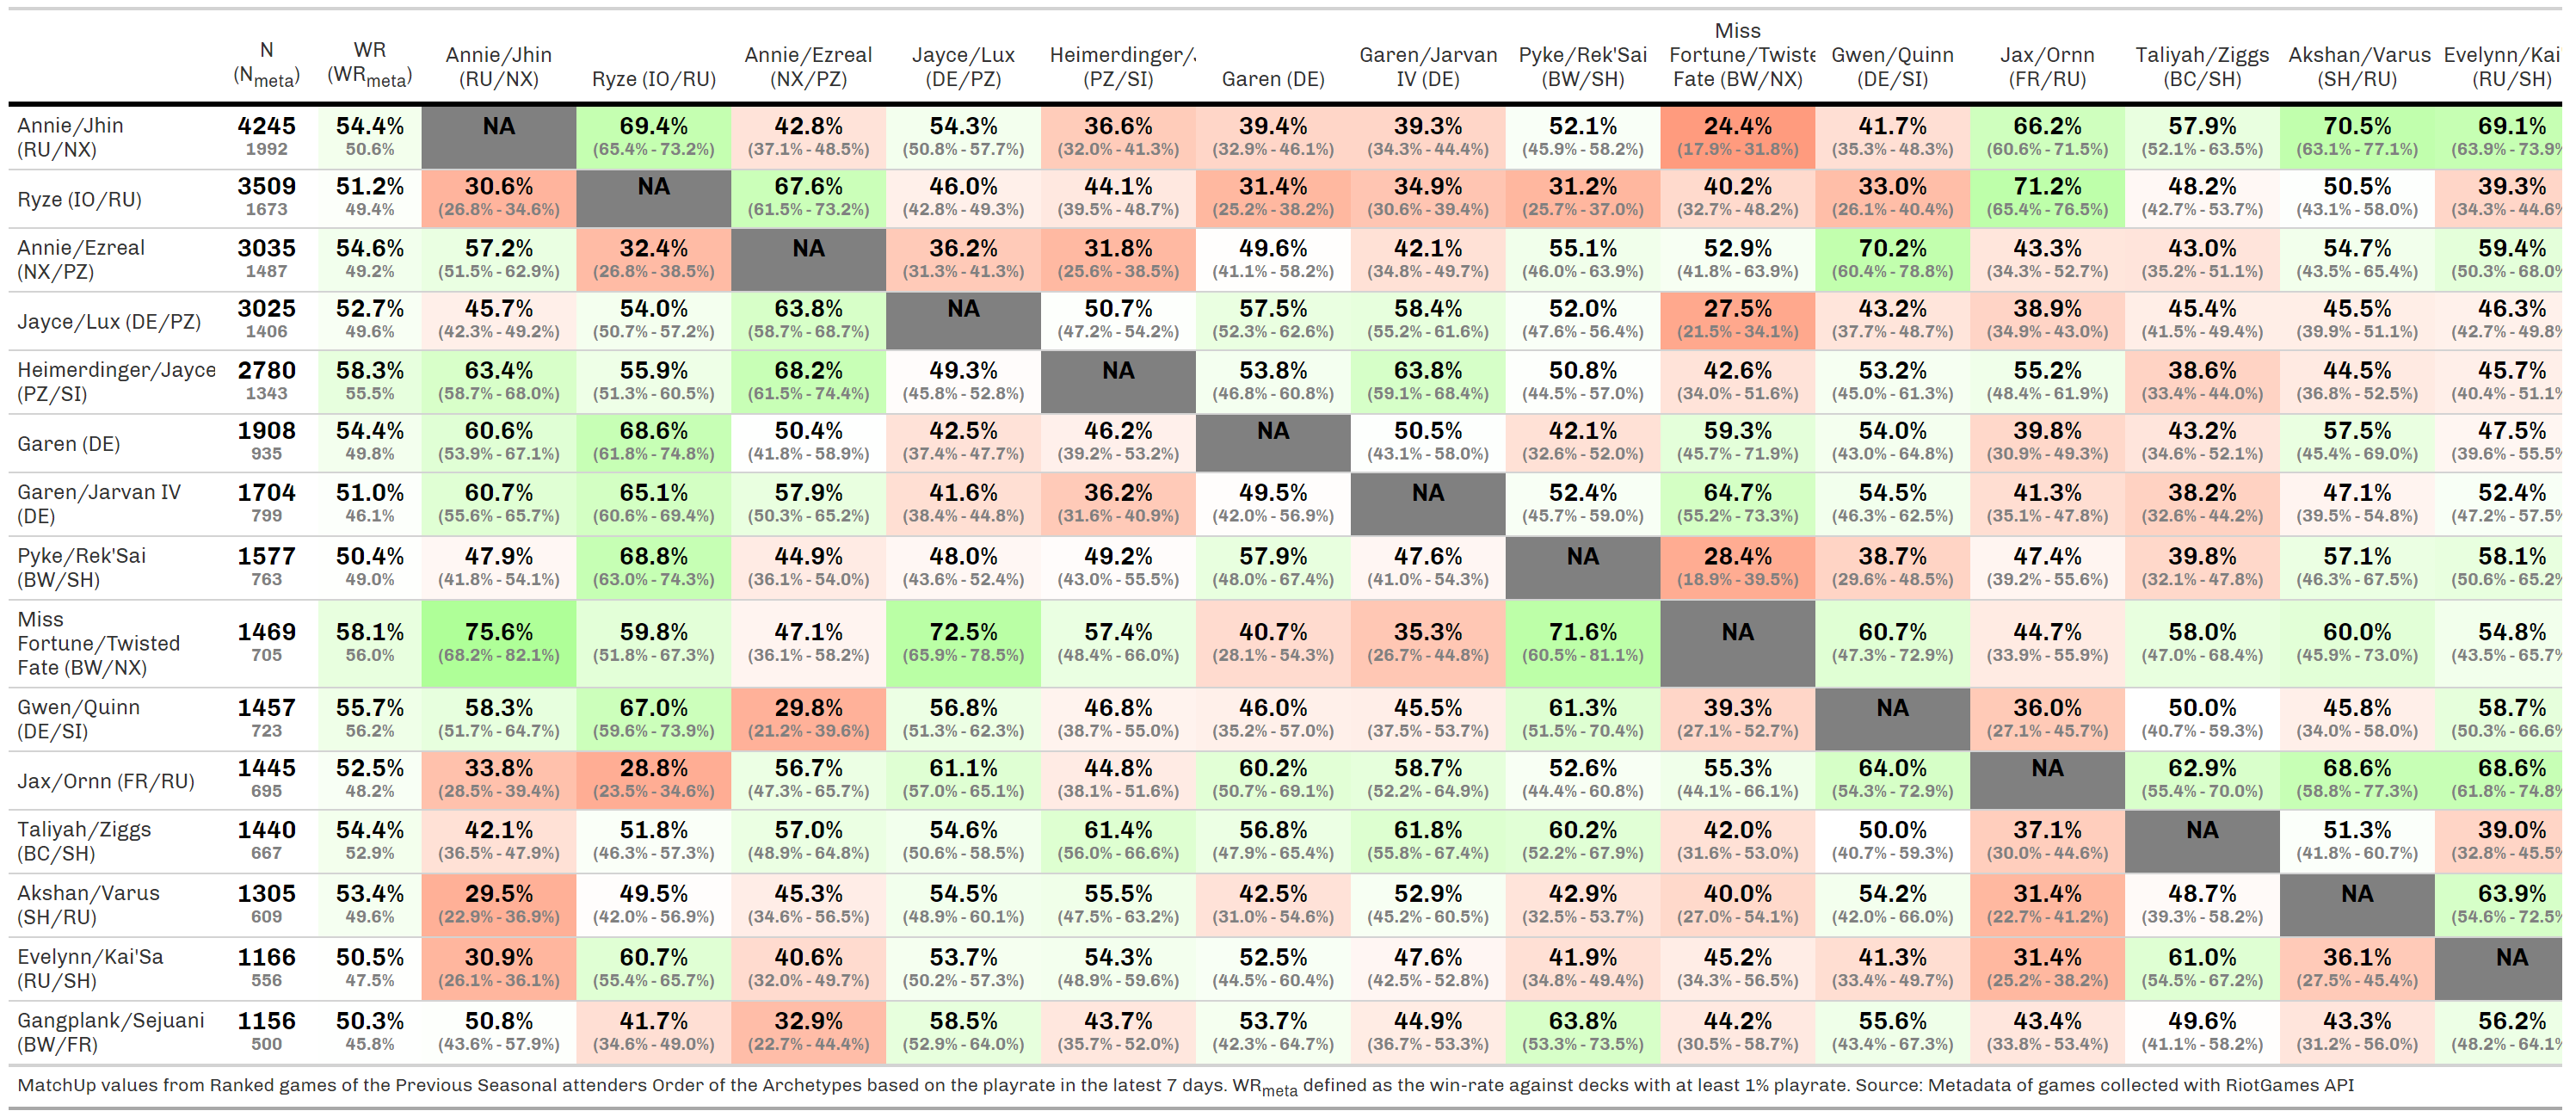 N (Nmeta) WR (WRmeta) Annie/Jhin (RU/NX) Ryze (IO/RU) Annie/Ezreal (NX/PZ) Jayce/Lux (DE/PZ) Heimerdinger/J (PZ/SI) Garen (DE) Garen/Jarvan IV (DE) Pyke/Rek'Sai (BW/SH) Miss Fortune/Twiste Fate (BW/NX) Gwen/Quinn (DE/SI) Jax/Ornn (FR/RU) Taliyah/Ziggs (BC/SH) Akshan/Varus (SH/RU) Evelynn/Kai (RU/SH)
Annie/Jhin 4245 54.4% NA 69.4% 42.8% 54.3% 36.6% 39.4% 39.3% 52.1% 24.4% 41.7% 66.2% 57.9% 70.5% 69.1%
(RU/NX) 1992 50.6% (65.4% - 73.2%) (37.1% - 48.5%) (50.8% - 57.7%) (32.0% - 41.3%) (32.9% - 46.1%) (34.3% - 44.4%) (45.9% - 58.2%) (17.9% - 31.8%) (35.3% - 48.3%) (60.6% - 71.5%) (52.1% - 63.5%) (63.1% - 77.1%) (63.9% - 73.9%
Ryze (IO/RU) 3509 51.2% 30.6% NA 67.6% 46.0% 44.1% 31.4% 34.9% 31.2% 40.2% 33.0% 71.2% 48.2% 50.5% 39.3%
1673 49.4% (26.8% - 34.6%) (61.5% - 73.2%) (42.8% - 49.3%) (39.5% - 48.7%) (25.2% - 38.2%) (30.6% - 39.4%) (25.7% - 37.0%) (32.7% - 48.2%) (26.1% - 40.4%) (65.4% - 76.5%) (42.7% - 53.7%) (43.1% - 58.0%) (34.3% - 44.6%
Annie/Ezreal 3035 54.6% 57.2% 32.4% NA 36.2% 31.8% 49.6% 42.1% 55.1% 52.9% 70.2% 43.3% 43.0% 54.7% 59.4%
(NX/PZ) 1487 49.2% (51.5% - 62.9%) (26.8% - 38.5%) (31.3% - 41.3%) (25.6% - 38.5%) (41.1% - 58.2%) (34.8% - 49.7%) (46.0% - 63.9%) (41.8% - 63.9%) (60.4% - 78.8%) (34.3% - 52.7%) (35.2% - 51.1%) (43.5% - 65.4%) (50.3% - 68.0%
Jayce/Lux (DE/PZ) 3025 52.7% 45.7% 54.0% 63.8% NA 50.7% 57.5% 58.4% 52.0% 27.5% 43.2% 38.9% 45.4% 45.5% 46.3%
1406 49.6% (42.3% - 49.2%) (50.7% - 57.2%) (58.7% - 68.7%) (47.2% - 54.2%) (52.3% - 62.6%) (55.2% - 61.6%) (47.6% - 56.4%) (21.5% - 34.1%) (37.7% - 48.7%) (34.9% - 43.0%) (41.5% - 49.4%) (39.9% - 51.1%) (42.7% - 49.8%
Heimerdinger/Jayce 2780 58.3% 63.4% 55.9% 68.2% 49.3% NA 53.8% 63.8% 50.8% 42.6% 53.2% 55.2% 38.6% 44.5% 45.7%
(PZ/SI) 1343 55.5% (58.7% - 68.0%) (51.3% - 60.5%) (61.5% - 74.4%) (45.8% - 52.8%) (46.8% - 60.8%) (59.1% - 68.4%) (44.5% - 57.0%) (34.0% - 51.6%) (45.0% - 61.3%) (48.4% - 61.9%) (33.4% - 44.0%) (36.8% - 52.5%) (40.4% - 51.1%
Garen (DE) 1908 54.4% 60.6% 68.6% 50.4% 42.5% 46.2% NA 50.5% 42.1% 59.3% 54.0% 39.8% 43.2% 57.5% 47.5%
935 49.8% (53.9% - 67.1%) (61.8% - 74.8%) (41.8% - 58.9%) (37.4% - 47.7%) (39.2% - 53.2%) (43.1% - 58.0%) (32.6% - 52.0%) (45.7% - 71.9%) (43.0% - 64.8%) (30.9% - 49.3%) (34.6% - 52.1%) (45.4% - 69.0%) (39.6% - 55.5%
Garen/Jarvan IV 1704 51.0% 60.7% 65.1% 57.9% 41.6% 36.2% 49.5% NA 52.4% 64.7% 54.5% 41.3% 38.2% 47.1% 52.4%
(DE) 799 46.1% (55.6% - 65.7%) (60.6% - 69.4%) (50.3% - 65.2%) (38.4% - 44.8%) (31.6% - 40.9%) (42.0% - 56.9%) (45.7% - 59.0%) (55.2% - 73.3%) (46.3% - 62.5%) (35.1% - 47.8%) (32.6% - 44.2%) (39.5% - 54.8%) (47.2% - 57.5%
Pyke/Rek'Sai 1577 50.4% 47.9% 68.8% 44.9% 48.0% 49.2% 57.9% 47.6% NA 28.4% 38.7% 47.4% 39.8% 57.1% 58.1%
(BW/SH) 763 49.0% (41.8% - 54.1%) (63.0% - 74.3%) (36.1% - 54.0%) (43.6% - 52.4%) (43.0% - 55.5%) (48.0% - 67.4%) (41.0% - 54.3%) (18.9% - 39.5%) (29.6% - 48.5%) (39.2% - 55.6%) (32.1% - 47.8%) (46.3% - 67.5%) (50.6% - 65.2%
Miss
Fortune/Twisted 1469 58.1% 75.6% 59.8% 47.1% 72.5% 57.4% 40.7% 35.3% 71.6% NA 60.7% 44.7% 58.0% 60.0% 54.8%
Fate (BW/NX) 705 56.0% (68.2% - 82.1%) (51.8% - 67.3%) (36.1% - 58.2%) (65.9% - 78.5%) (48.4% - 66.0%) (28.1% - 54.3%) (26.7% - 44.8%) (60.5% - 81.1%) (47.3% - 72.9%) (33.9% - 55.9%) (47.0% - 68.4%) (45.9% - 73.0%) (43.5% - 65.7%
Gwen/Quinn 1457 55.7% 58.3% 67.0% 29.8% 56.8% 46.8% 46.0% 45.5% 61.3% 39.3% NA 36.0% 50.0% 45.8% 58.7%
(DE/SI) 723 56.2% (51.7% - 64.7%) (59.6% - 73.9%) (21.2% - 39.6%) (51.3% - 62.3%) (38.7% - 55.0%) (35.2% - 57.0%) (37.5% - 53.7%) (51.5% - 70.4%) (27.1% - 52.7%) (27.1% - 45.7%) (40.7% - 59.3%) (34.0% - 58.0%) (50.3% - 66.6%
Jax/Ornn (FR/RU) 1445 52.5% 33.8% 28.8% 56.7% 61.1% 44.8% 60.2% 58.7% 52.6% 55.3% 64.0% NA 62.9% 68.6% 68.6%
695 48.2% (28.5% - 39.4%) (23.5% - 34.6%) (47.3% - 65.7%) (57.0% - 65.1%) (38.1% - 51.6%) (50.7% - 69.1%) (52.2% - 64.9%) (44.4% - 60.8%) (44.1% - 66.1%) (54.3% - 72.9%) (55.4% - 70.0%) (58.8% - 77.3%) (61.8% - 74.8%
Taliyah/Ziggs 1440 54.4% 42.1% 51.8% 57.0% 54.6% 61.4% 56.8% 61.8% 60.2% 42.0% 50.0% 37.1% NA 51.3% 39.0%
(BC/SH) 667 52.9% (36.5% - 47.9%) (46.3% - 57.3%) (48.9% - 64.8%) (50.6% - 58.5%) (56.0% - 66.6%) (47.9% - 65.4%) (55.8% - 67.4%) (52.2% - 67.9%) (31.6% - 53.0%) (40.7% - 59.3%) (30.0% - 44.6%) (41.8% - 60.7%) (32.8% - 45.5%
Akshan/Varus 1305 53.4% 29.5% 49.5% 45.3% 54.5% 55.5% 42.5% 52.9% 42.9% 40.0% 54.2% 31.4% 48.7% NA 63.9%
(SH/RU) 609 49.6% (22.9% - 36.9%) (42.0% - 56.9%) (34.6% - 56.5%) (48.9% - 60.1%) (47.5% - 63.2%) (31.0% - 54.6%) (45.2% - 60.5%) (32.5% - 53.7%) (27.0% - 54.1%) (42.0% - 66.0%) (22.7% - 41.2%) (39.3% - 58.2%) (54.6% - 72.5%
Evelynn/Kai'Sa 1166 50.5% 30.9% 60.7% 40.6% 53.7% 54.3% 52.5% 47.6% 41.9% 45.2% 41.3% 31.4% 61.0% 36.1% NA
(RU/SH) 556 47.5% (26.1% - 36.1%) (55.4% - 65.7%) (32.0% - 49.7%) (50.2% - 57.3%) (48.9% - 59.6%) (44.5% - 60.4%) (42.5% - 52.8%) (34.8% - 49.4%) (34.3% - 56.5%) (33.4% - 49.7%) (25.2% - 38.2%) (54.5% - 67.2%) (27.5% - 45.4%)
Gangplank/Sejuani 1156 50.3% 50.8% 41.7% 32.9% 58.5% 43.7% 53.7% 44.9% 63.8% 44.2% 55.6% 43.4% 49.6% 43.3% 56.2%
(BW/FR) 500 45.8% (43.6% - 57.9%) (34.6% - 49.0%) (22.7% - 44.4%) (52.9% - 64.0%) (35.7% - 52.0%) (42.3% - 64.7%) (36.7% - 53.3%) (53.3% - 73.5%) (30.5% - 58.7%) (43.4% - 67.3%) (33.8% - 53.4%) (41.1% - 58.2%) (31.2% - 56.0%) (48.2% - 64.1%
MatchUp values from Ranked games of the Previous Seasonal attenders Order of the Archetypes based on the playrate in the latest 7 days. WRmeta defined as the win-rate against decks with at least 1% playrate. Source: Metadata of games collected with RiotGames API